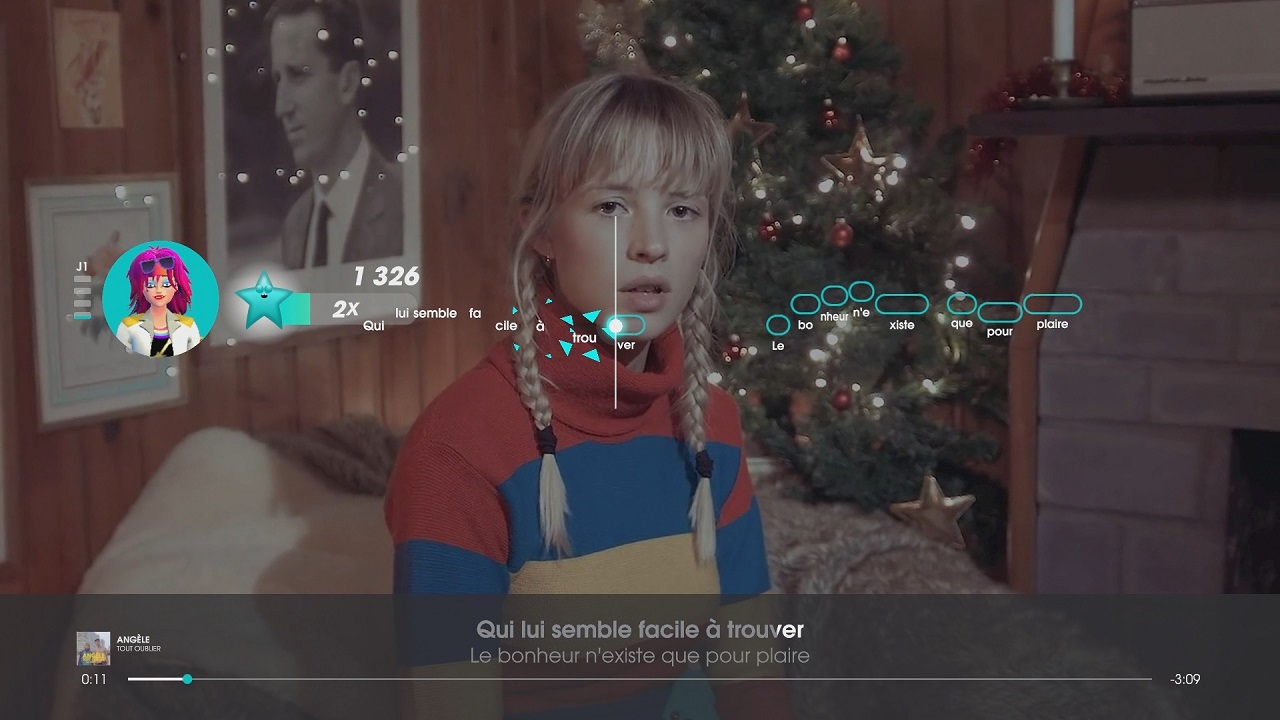 J1
1 326
2x
Qui lui semble fa cile à trou ver
Le bo nheur n'e xiste que pour plaire
Qui lui semble facile à trouver
Le bonheur n'existe que pour plaire
ANGÈLE
TOUT OUBLIER
0:11
-3:09